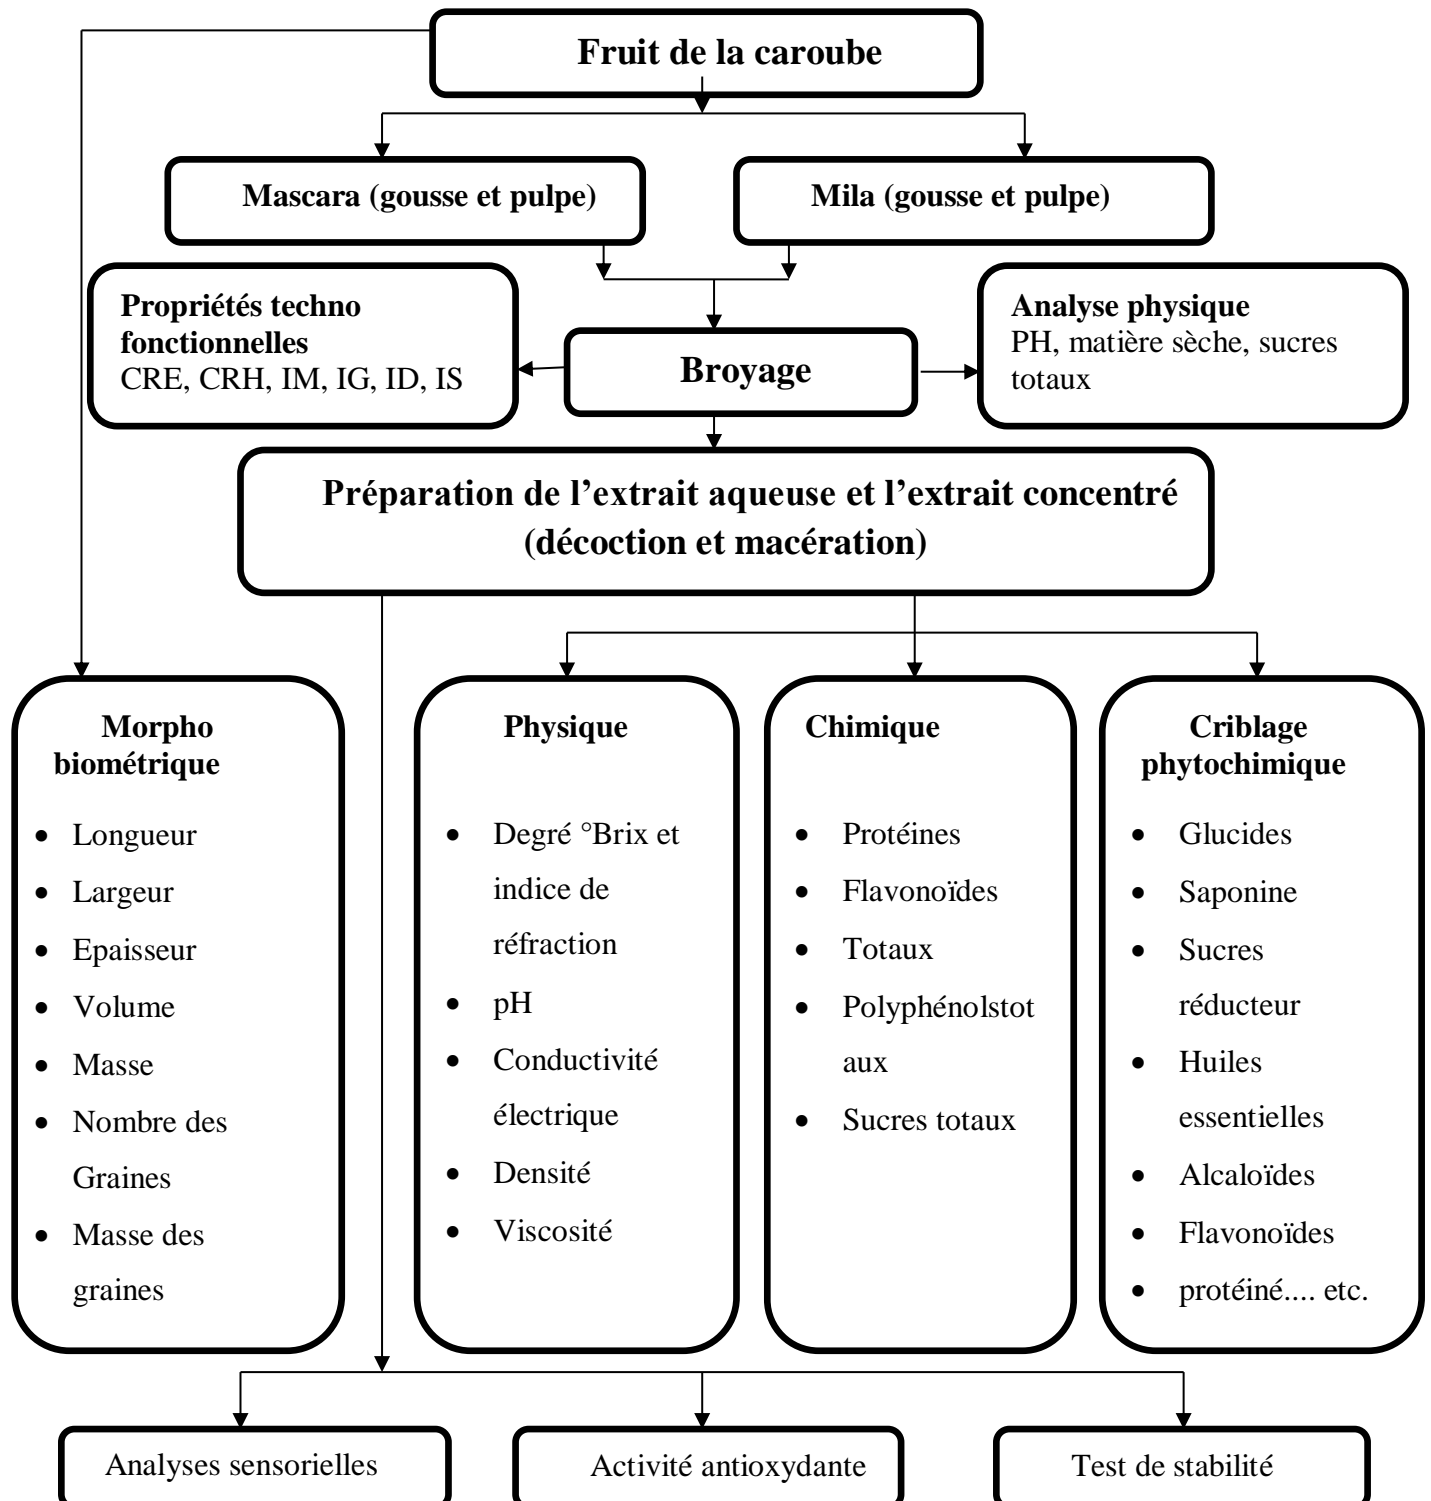 Fruit de la caroube
Mascara (gousse et pulpe)
Mila (gousse et pulpe)
Propriétés techno
fonctionnelles
CRE, CRH, IM, IG, ID, IS
Broyage
Analyse physique
PH, matière sèche, sucres
totaux
Préparation de l’extrait aqueuse et l’extrait concentré
(décoction et macération)
Morpho
biométrique
• Longueur
• Largeur
• Epaisseur
• Volume
• Masse
• Nombre des
Graines
• Masse des
graines
Physique
• Degré °Brix et
indice de
réfraction
• pH
• Conductivité
électrique
• Densité
• Viscosité
Chimique
• Protéines
• Flavonoïdes
• Totaux
• Polyphénolstot
aux
• Sucres totaux
Criblage
phytochimique
• Glucides
• Saponine
• Sucres
réducteur
• Huiles
essentielles
• Alcaloïdes
• Flavonoïdes
• protéiné.... etc.
Analyses sensorielles
Activité antioxydante
Test de stabilité